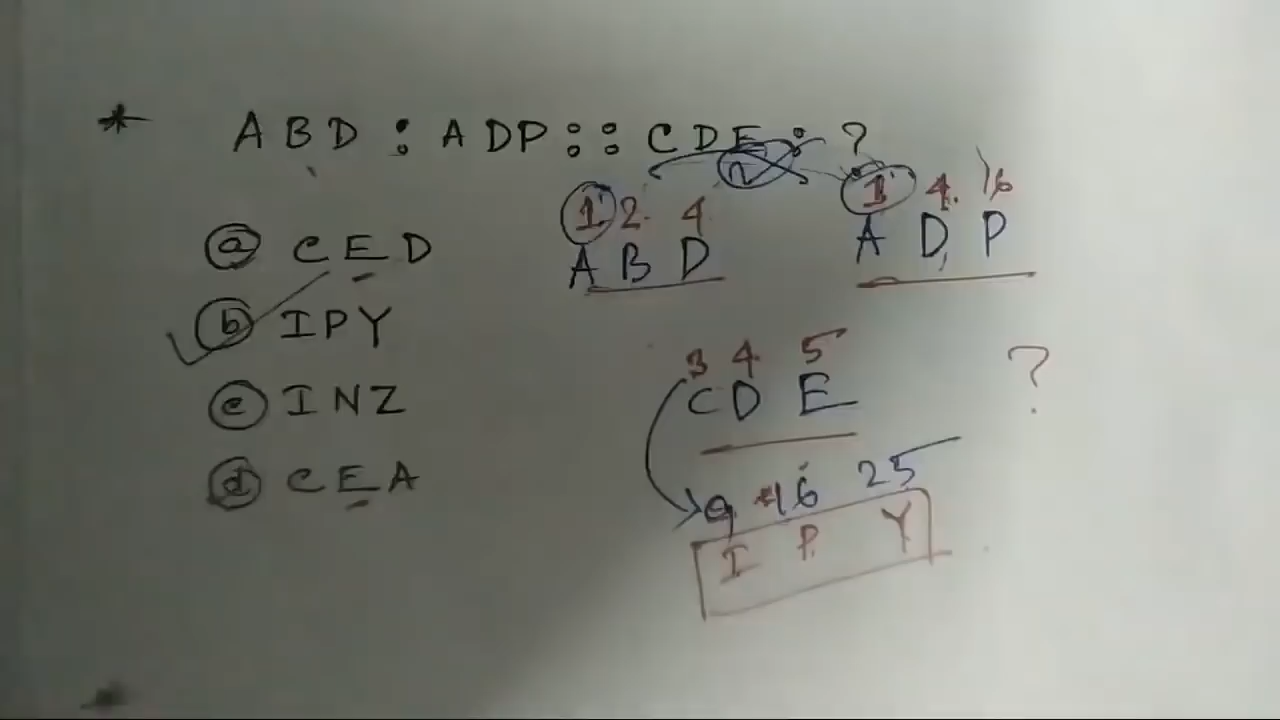 * ABD : ADP :: CDE : ?
1 2. 4
ABD
1 4. 16
A D, P
(a) CED
(b) IPY
(c) INZ
(d) CEA
3 4 5
CDE
?
9 16 25
I P. Y